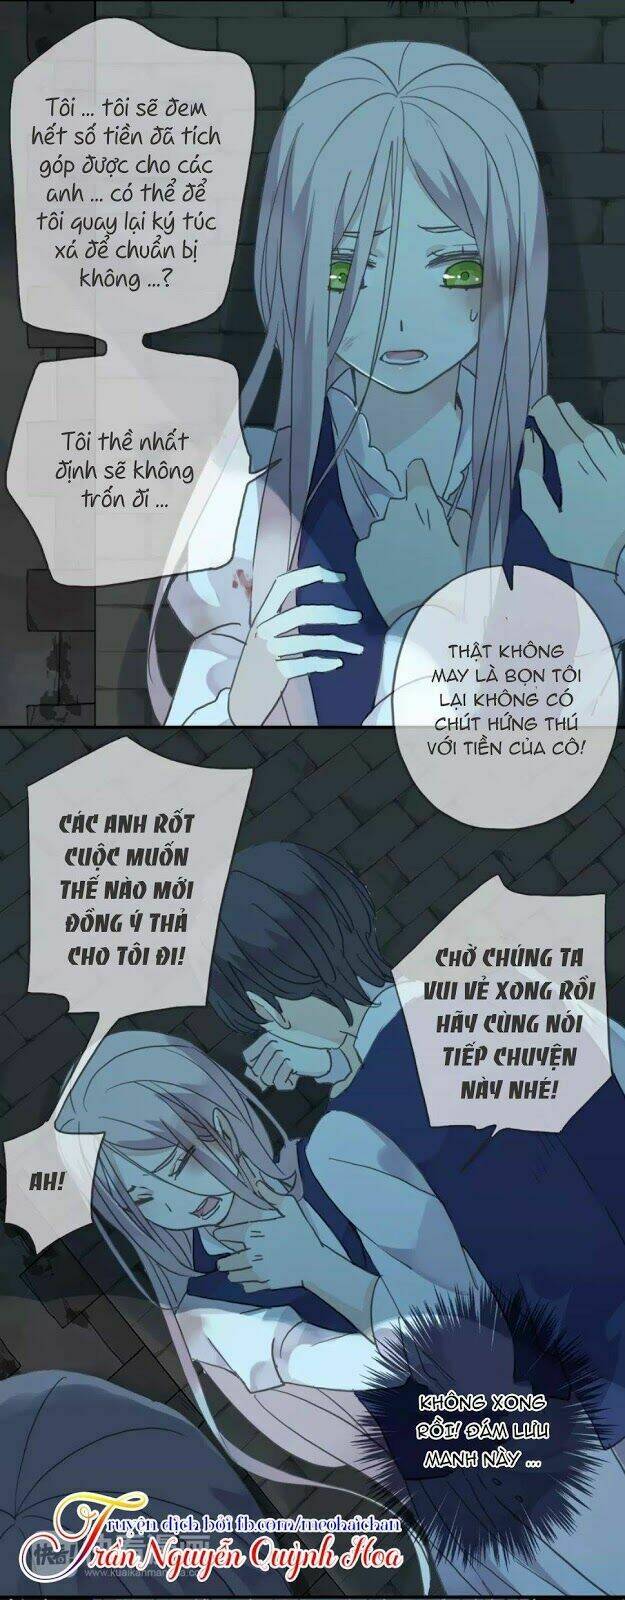 Tôi ... tôi sẽ đem
hết số tiền đã tích
góp được cho các
anh ... có thể để
tôi quay lại ký túc
xá để chuẩn bị
không ...?
Tôi thề nhất
định sẽ không
trốn đi ...
THẬT KHÔNG
MAY LÀ BỌN TÔI
LẠI KHÔNG CÓ
CHÚT HỨNG THÚ
VỚI TIỀN CỦA CÔ!
CÁC ANH RỐT
CUỘC MUỐN
THẾ NÀO MỚI
ĐỒNG Ý THẢ
CHO TÔI ĐI!
CHỜ CHÚNG TA
VUI VẺ XONG RỒI
HÃY CÙNG NÓI
TIẾP CHUYỆN
NÀY NHÉ!
AH!
KHÔNG XONG
RỒI! ĐÁM LƯU
MANH NÀY ...
Truyện dịch bởi fb.com/meobaichan
Trần Nguyễn Quỳnh Hoa
www.kuaikanmanhua.com